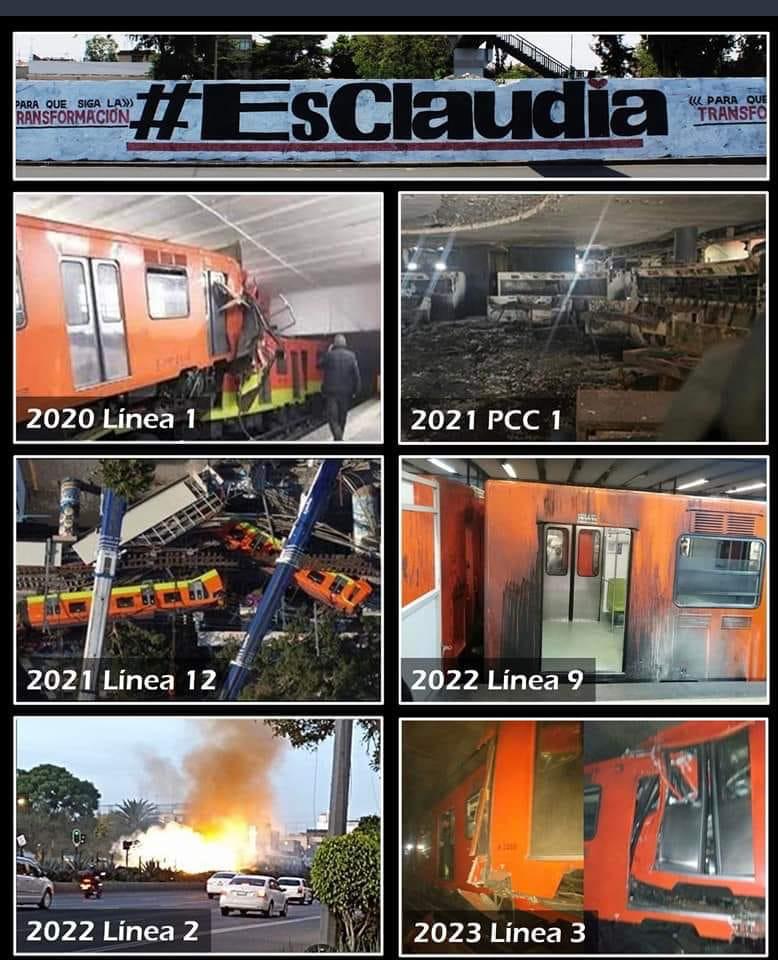 PARA QUE SIGA LA»)
RANSFORMACIÓN
#EsClaudia
((( PARA QUE
TRANSFO
2020 Línea 1
2021 PCC 1
2021 Línea 12
2022 Línea 9
2022 Línea 2
2023 Línea 3